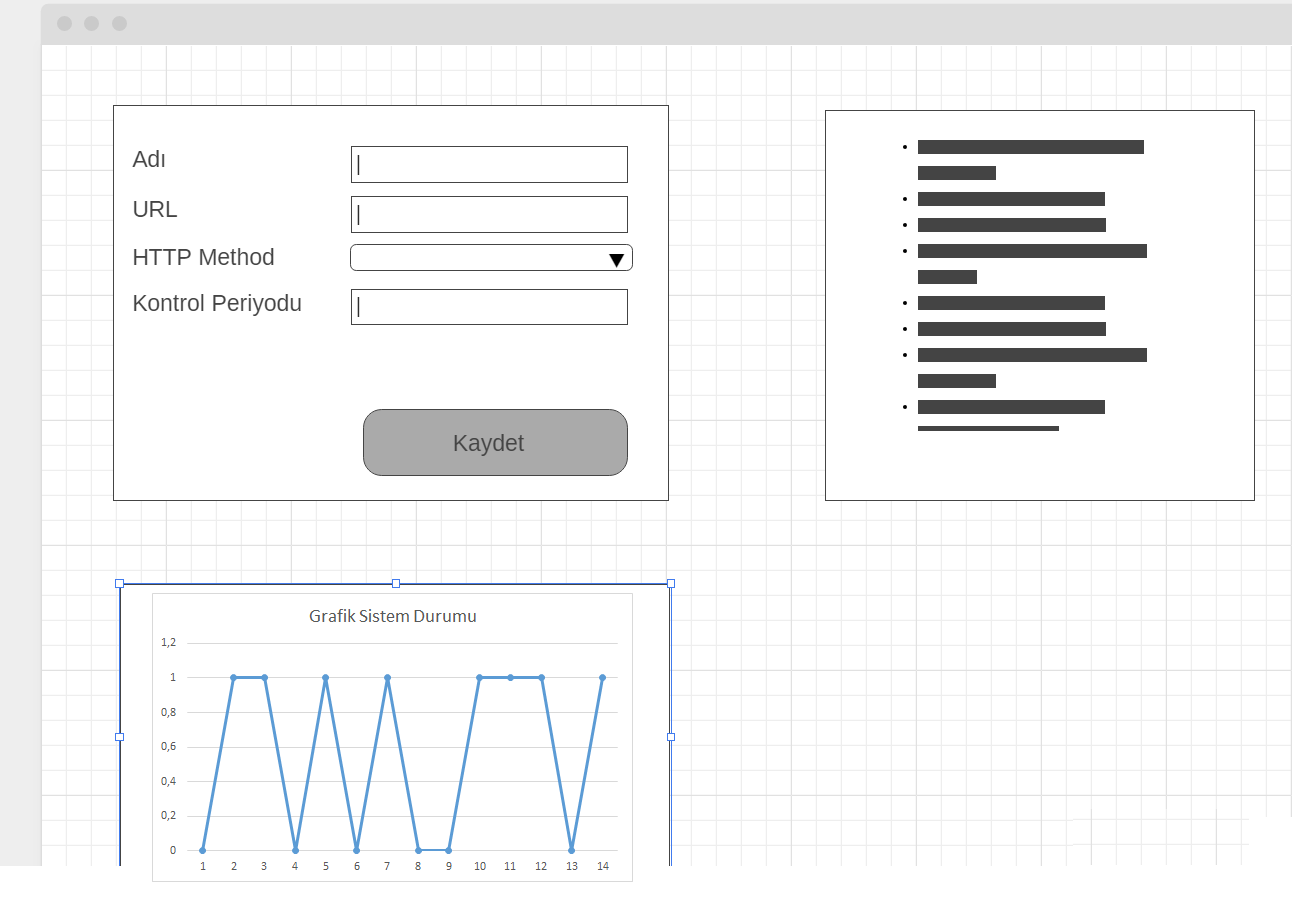 Adı
URL
HTTP Method
Kontrol Periyodu
Kaydet
Grafik Sistem Durumu
1,2
1
0,8
0,6
0,4
0,2
0
1 2 3 4 5 6 7 8 9 10 11 12 13 14